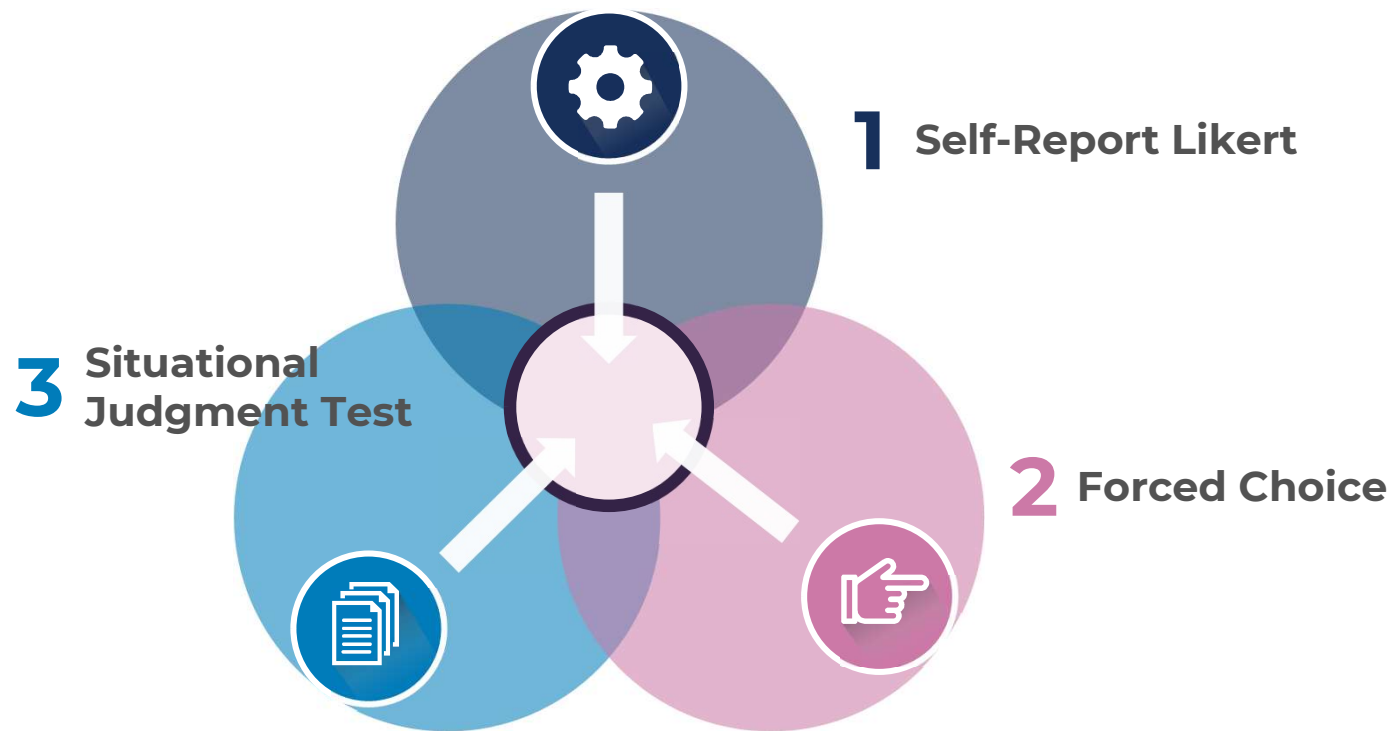 1 Self-Report Likert
3 Situational
Judgment Test
2 Forced Choice